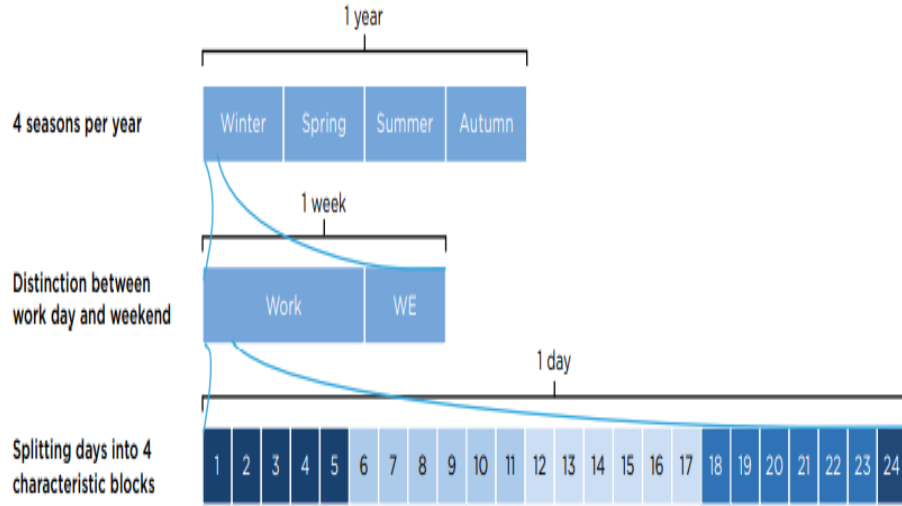 1 year
4 seasons per year
Winter Spring Summer Autumn
1 week
Distinction between
work day and weekend
Work WE
1 day
Splitting days into 4
characteristic blocks
1 2 3 4 5 6 7 8 9 10 11 12 13 14 15 16 17 18 19 20 21 22 23 24